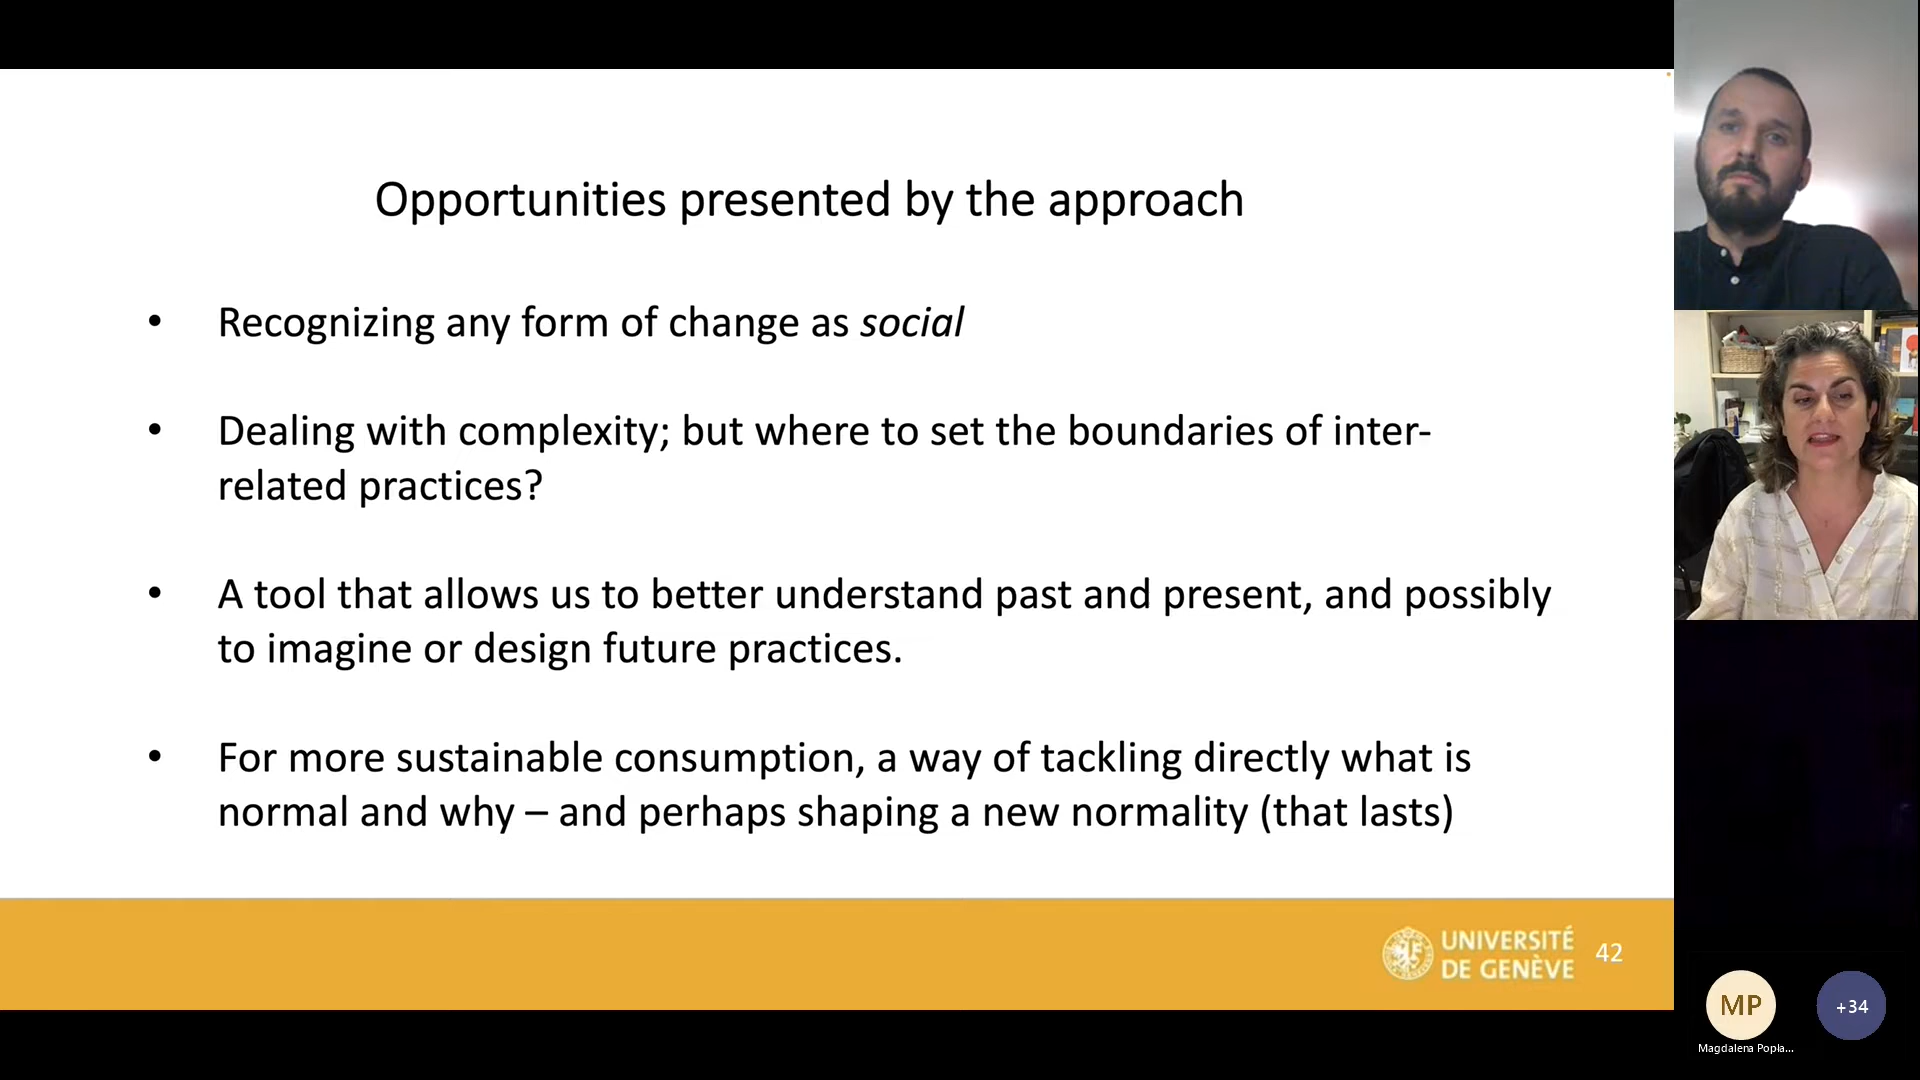 Opportunities presented by the approach
• Recognizing any form of change as social
• Dealing with complexity; but where to set the boundaries of inter-
related practices?
• A tool that allows us to better understand past and present, and possibly
to imagine or design future practices.
• For more sustainable consumption, a way of tackling directly what is
normal and why – and perhaps shaping a new normality (that lasts)
UNIVERSITÉ
DE GENÈVE
42
MP
+34
Magdalena Popla...